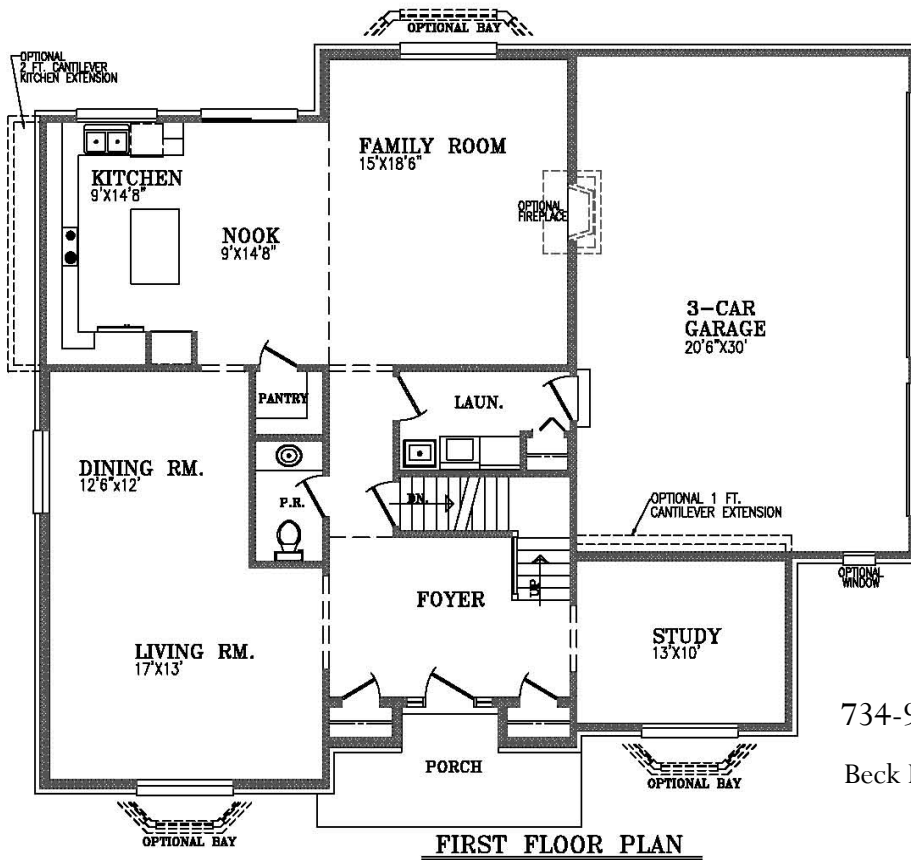 OPTIONAL BAY
OPTIONAL
2 FT. CANTILEVER
KITCHEN EXTENSION
FAMILY ROOM
15'X18'6"
KITCHEN
9'X14'8"
OPTIONAL
FIREPLACE
NOOK
9'X14'8"
3-CAR
GARAGE
20'6"X30'
PANTRY
LAUN.
DINING RM.
12'6"X12'
P.R.
DN.
OPTIONAL 1 FT.
CANTILEVER EXTENSION
OPTIONAL
WINDOW
UP
FOYER
STUDY
13'X10'
LIVING RM.
17'X13'
734-9
PORCH
Beck
OPTIONAL BAY
OPTIONAL BAY
FIRST FLOOR PLAN